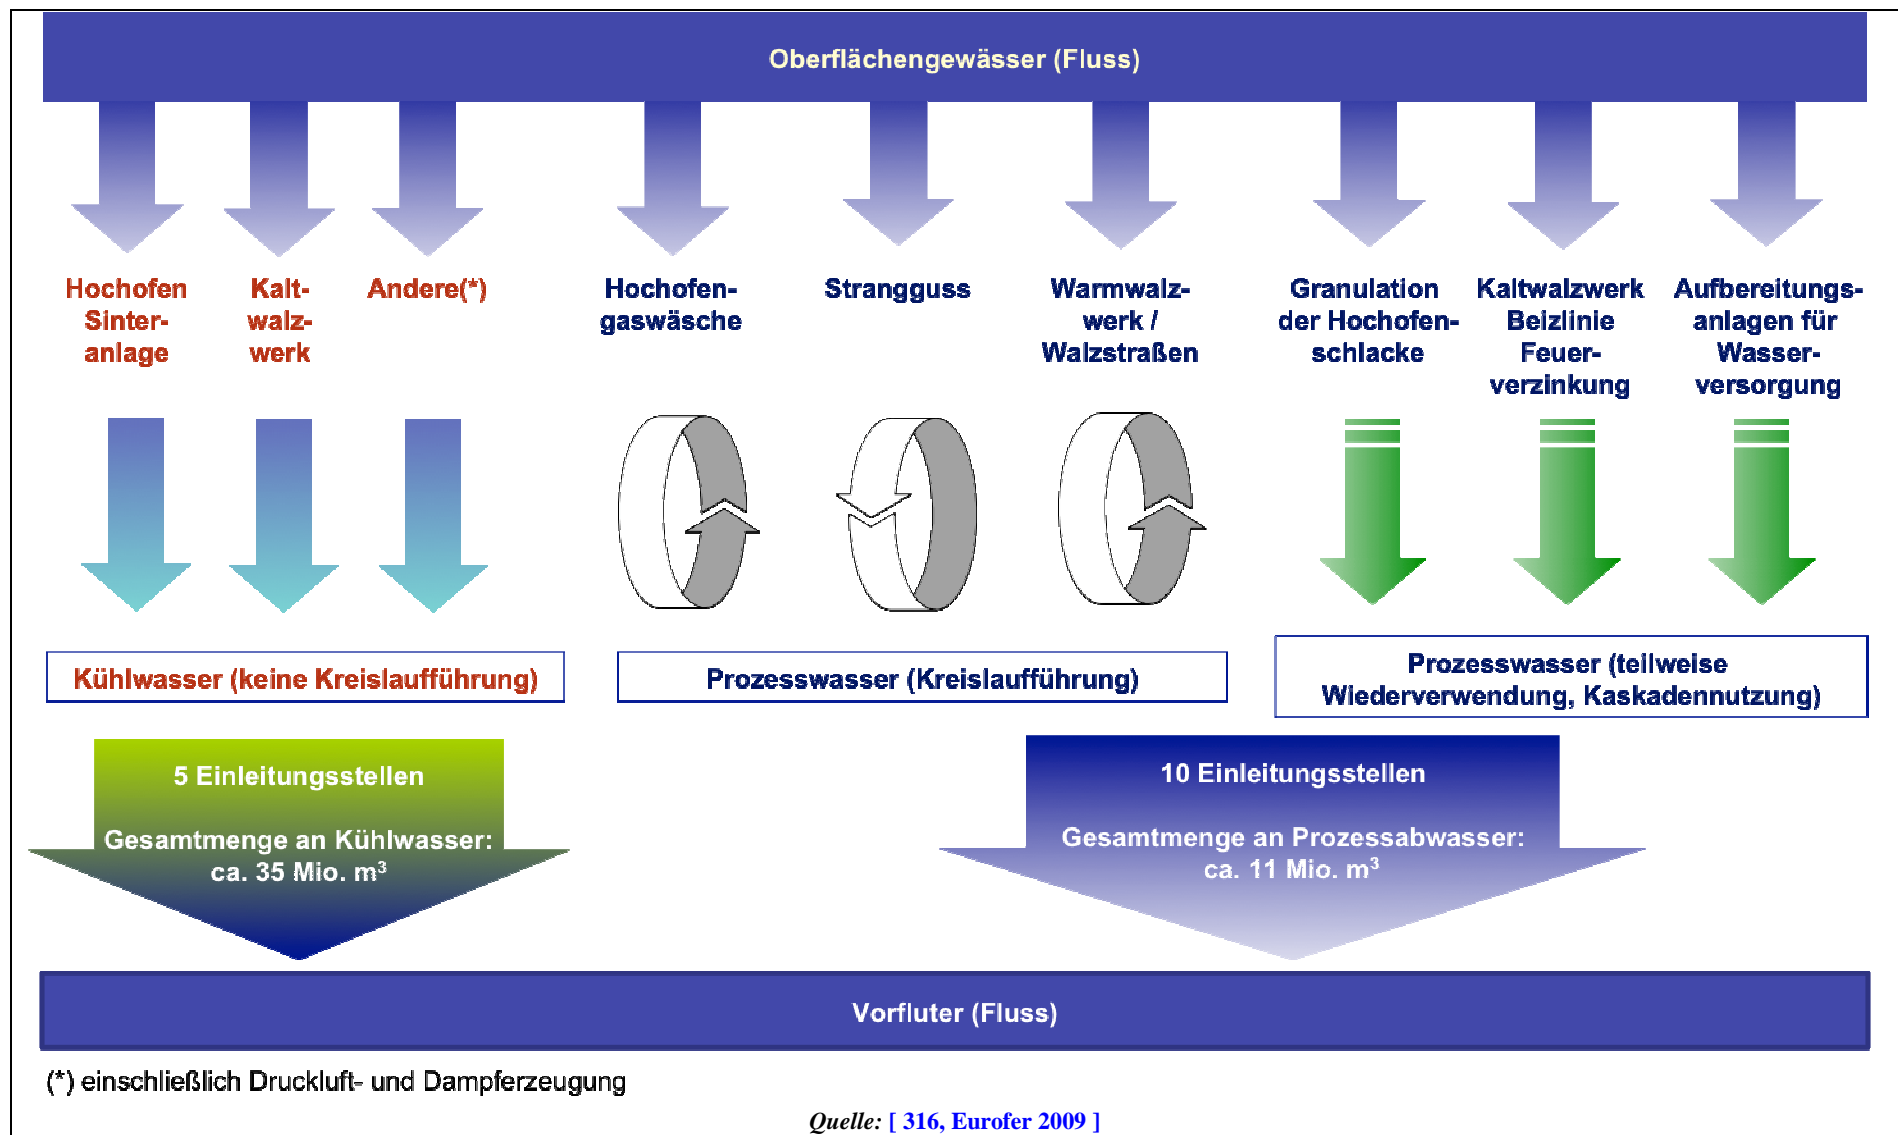 Oberflächengewässer (Fluss)
Hochofen
Sinter-
anlage
Kalt-
walz-
werk
Andere(*)
Hochofen-
gaswäsche
Strangguss
Warmwalz-
werk /
Walzstraßen
Granulation
der Hochofen-
schlacke
Kaltwalzwerk
Beizlinie
Feuer-
verzinkung
Aufbereitungs-
anlagen für
Wasser-
versorgung
Kühlwasser (keine Kreislaufführung)
Prozesswasser (Kreislaufführung)
Prozesswasser (teilweise
Wiederverwendung, Kaskadennutzung)
5 Einleitungsstellen
Gesamtmenge an Kühlwasser:
ca. 35 Mio. m³
10 Einleitungsstellen
Gesamtmenge an Prozessabwasser:
ca. 11 Mio. m³
Vorfluter (Fluss)
(*) einschließlich Druckluft- und Dampferzeugung
Quelle: [ 316, Eurofer 2009 ]